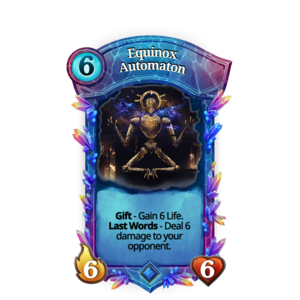 Equinox
6
Automaton
Gift - Gain 6 Life.
Last Words - Deal 6
damage to your
opponent.
6
6